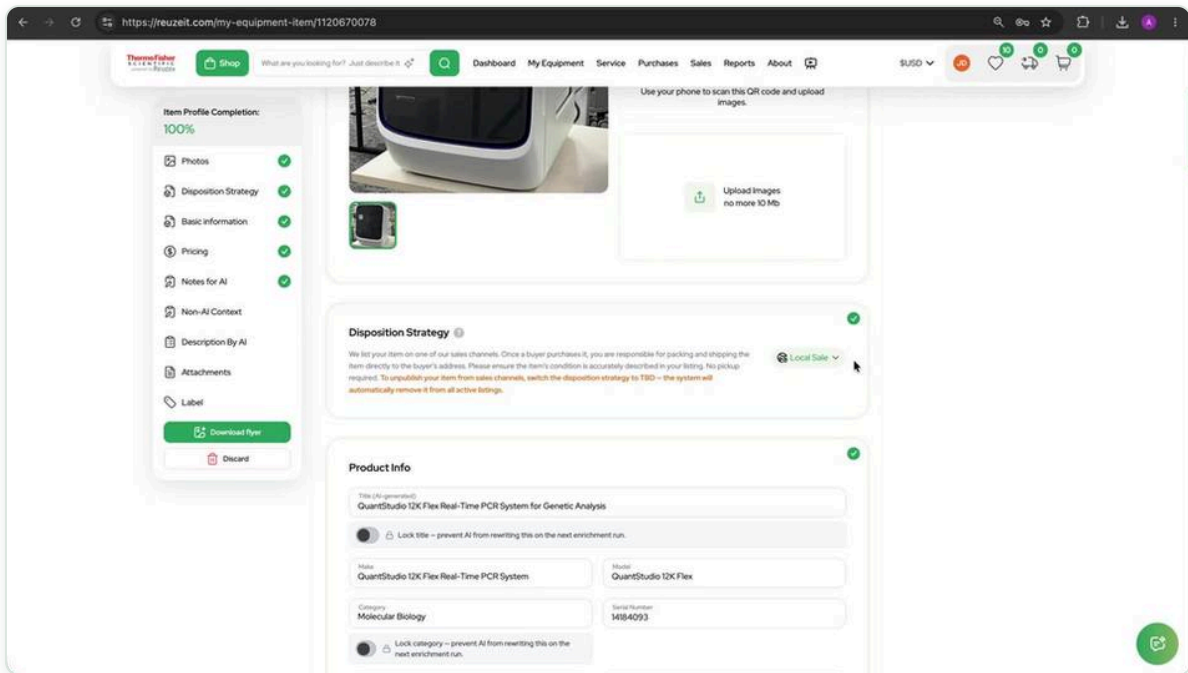 https://reuzeit.com/my-equipment-item/1120670078
ThermoFisher
SCIENTIFIC
Shop
What are you looking for? Just describe it
Dashboard
My Equipment
Service
Purchases
Sales
Reports
About
$USD
JD
10
0
0
A
Item Profile Completion:
100%
Photos
Disposition Strategy
Basic information
Pricing
Notes for AI
Non-AI Context
Description By AI
Attachments
Label
Download flyer
Discard
Use your phone to scan this QR code and upload
images.
Upload Images
no more 10 Mb
Disposition Strategy
We list your item on one of our sales channels. Once a buyer purchases it, you are responsible for packing and shipping the
item directly to the buyer's address. Please ensure the item's condition is accurately described in your listing. No pickup
required. To unpublish your item from sales channels, switch the disposition strategy to TBD — the system will
automatically remove it from all active listings.
Local Sale
Product Info
Title (AI-generated)
QuantStudio 12K Flex Real-Time PCR System for Genetic Analysis
Lock title — prevent AI from rewriting this on the next enrichment run.
Make
QuantStudio 12K Flex Real-Time PCR System
Model
QuantStudio 12K Flex
Category
Molecular Biology
Serial Number
14184093
Lock category — prevent AI from rewriting this on the
next enrichment run.